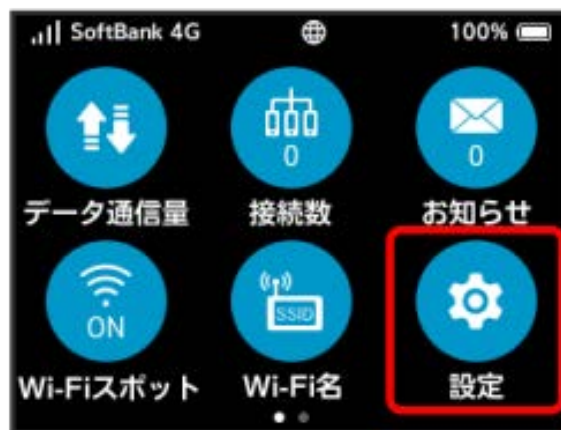 SoftBank 4G 100%
0 0
データ通信量 接続数 お知らせ
ON SSID
Wi-Fiスポット Wi-Fi名 設定